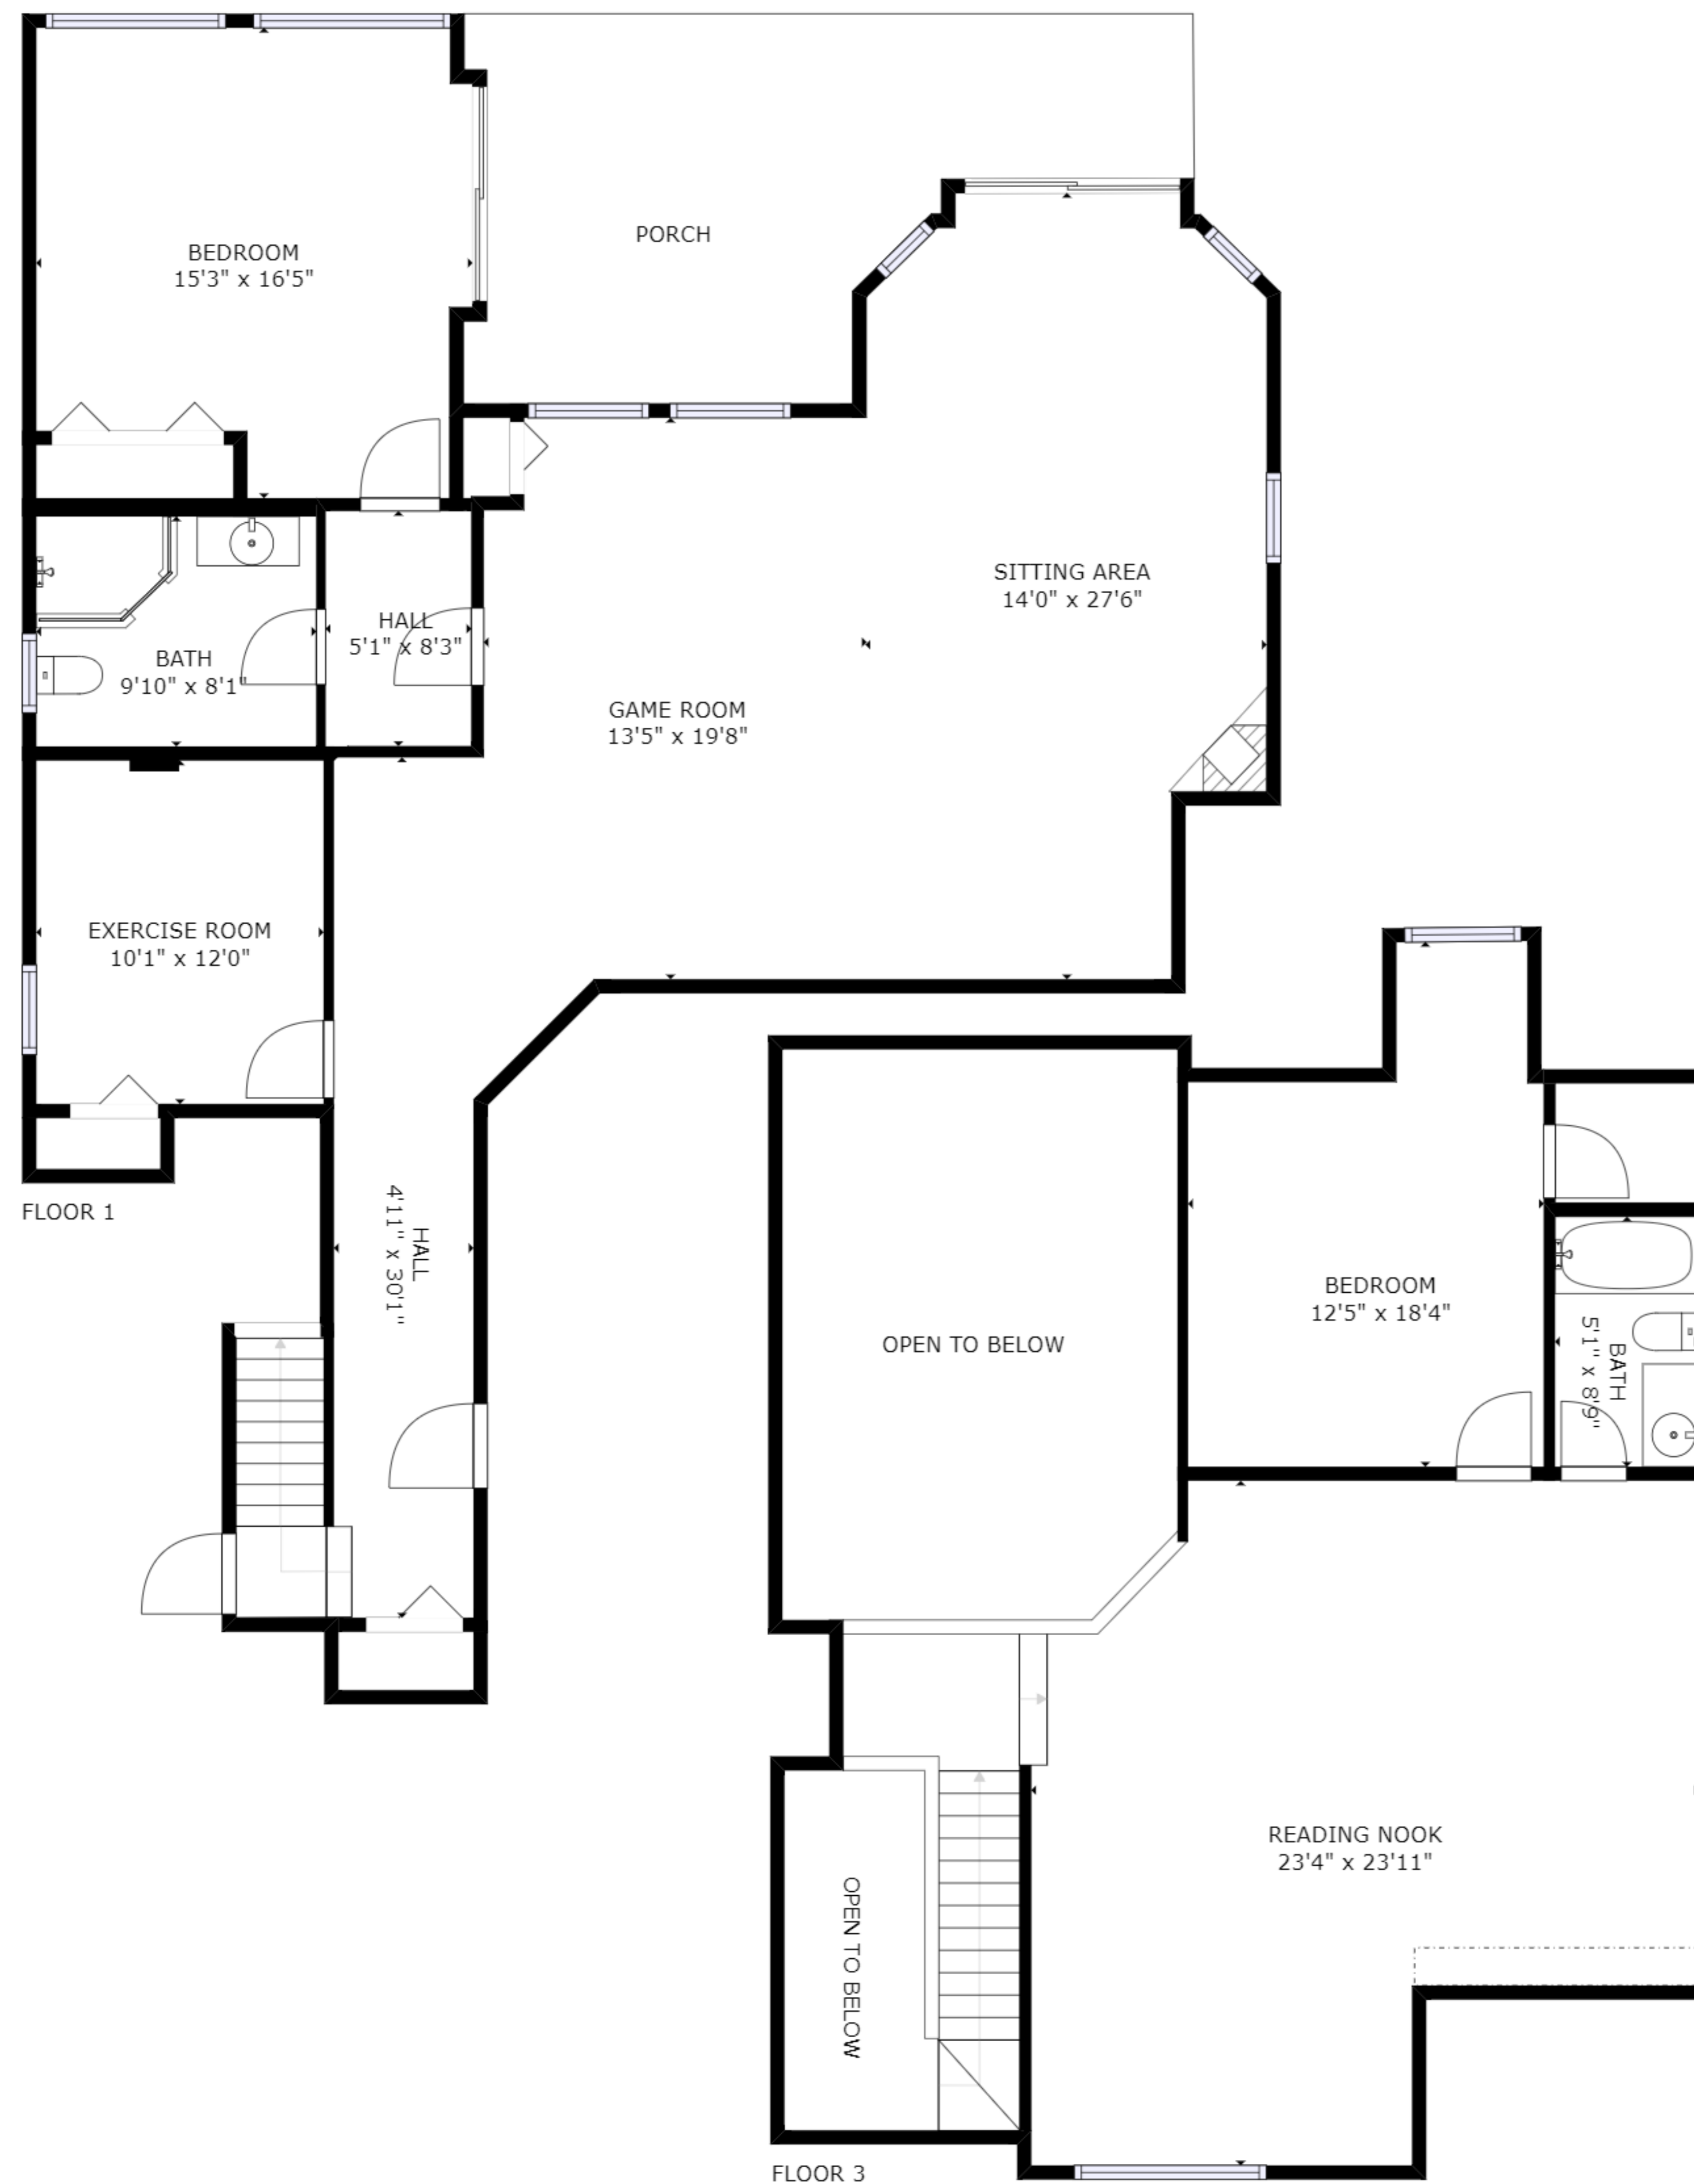 BEDROOM
15'3" x 16'5"
PORCH
SITTING AREA
14'0" x 27'6"
HALL
5'1" x 8'3"
BATH
9'10" x 8'1"
GAME ROOM
13'5" x 19'8"
EXERCISE ROOM
10'1" x 12'0"
FLOOR 1
HALL
4'11" x 30'1"
BEDROOM
12'5" x 18'4"
BATH
5'1" x 8'9"
OPEN TO BELOW
READING NOOK
23'4" x 23'11"
OPEN TO BELOW
FLOOR 3